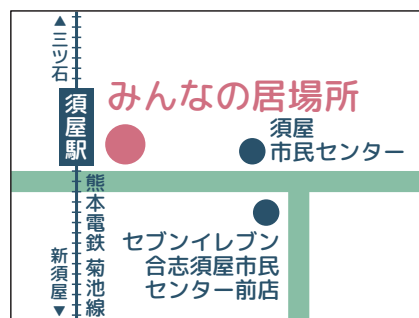 ▲三ツ石
須屋駅
みんなの居場所
須屋
市民センター
熊本電鉄 菊池線
新須屋▼
セブンイレブン
合志須屋市民
センター前店